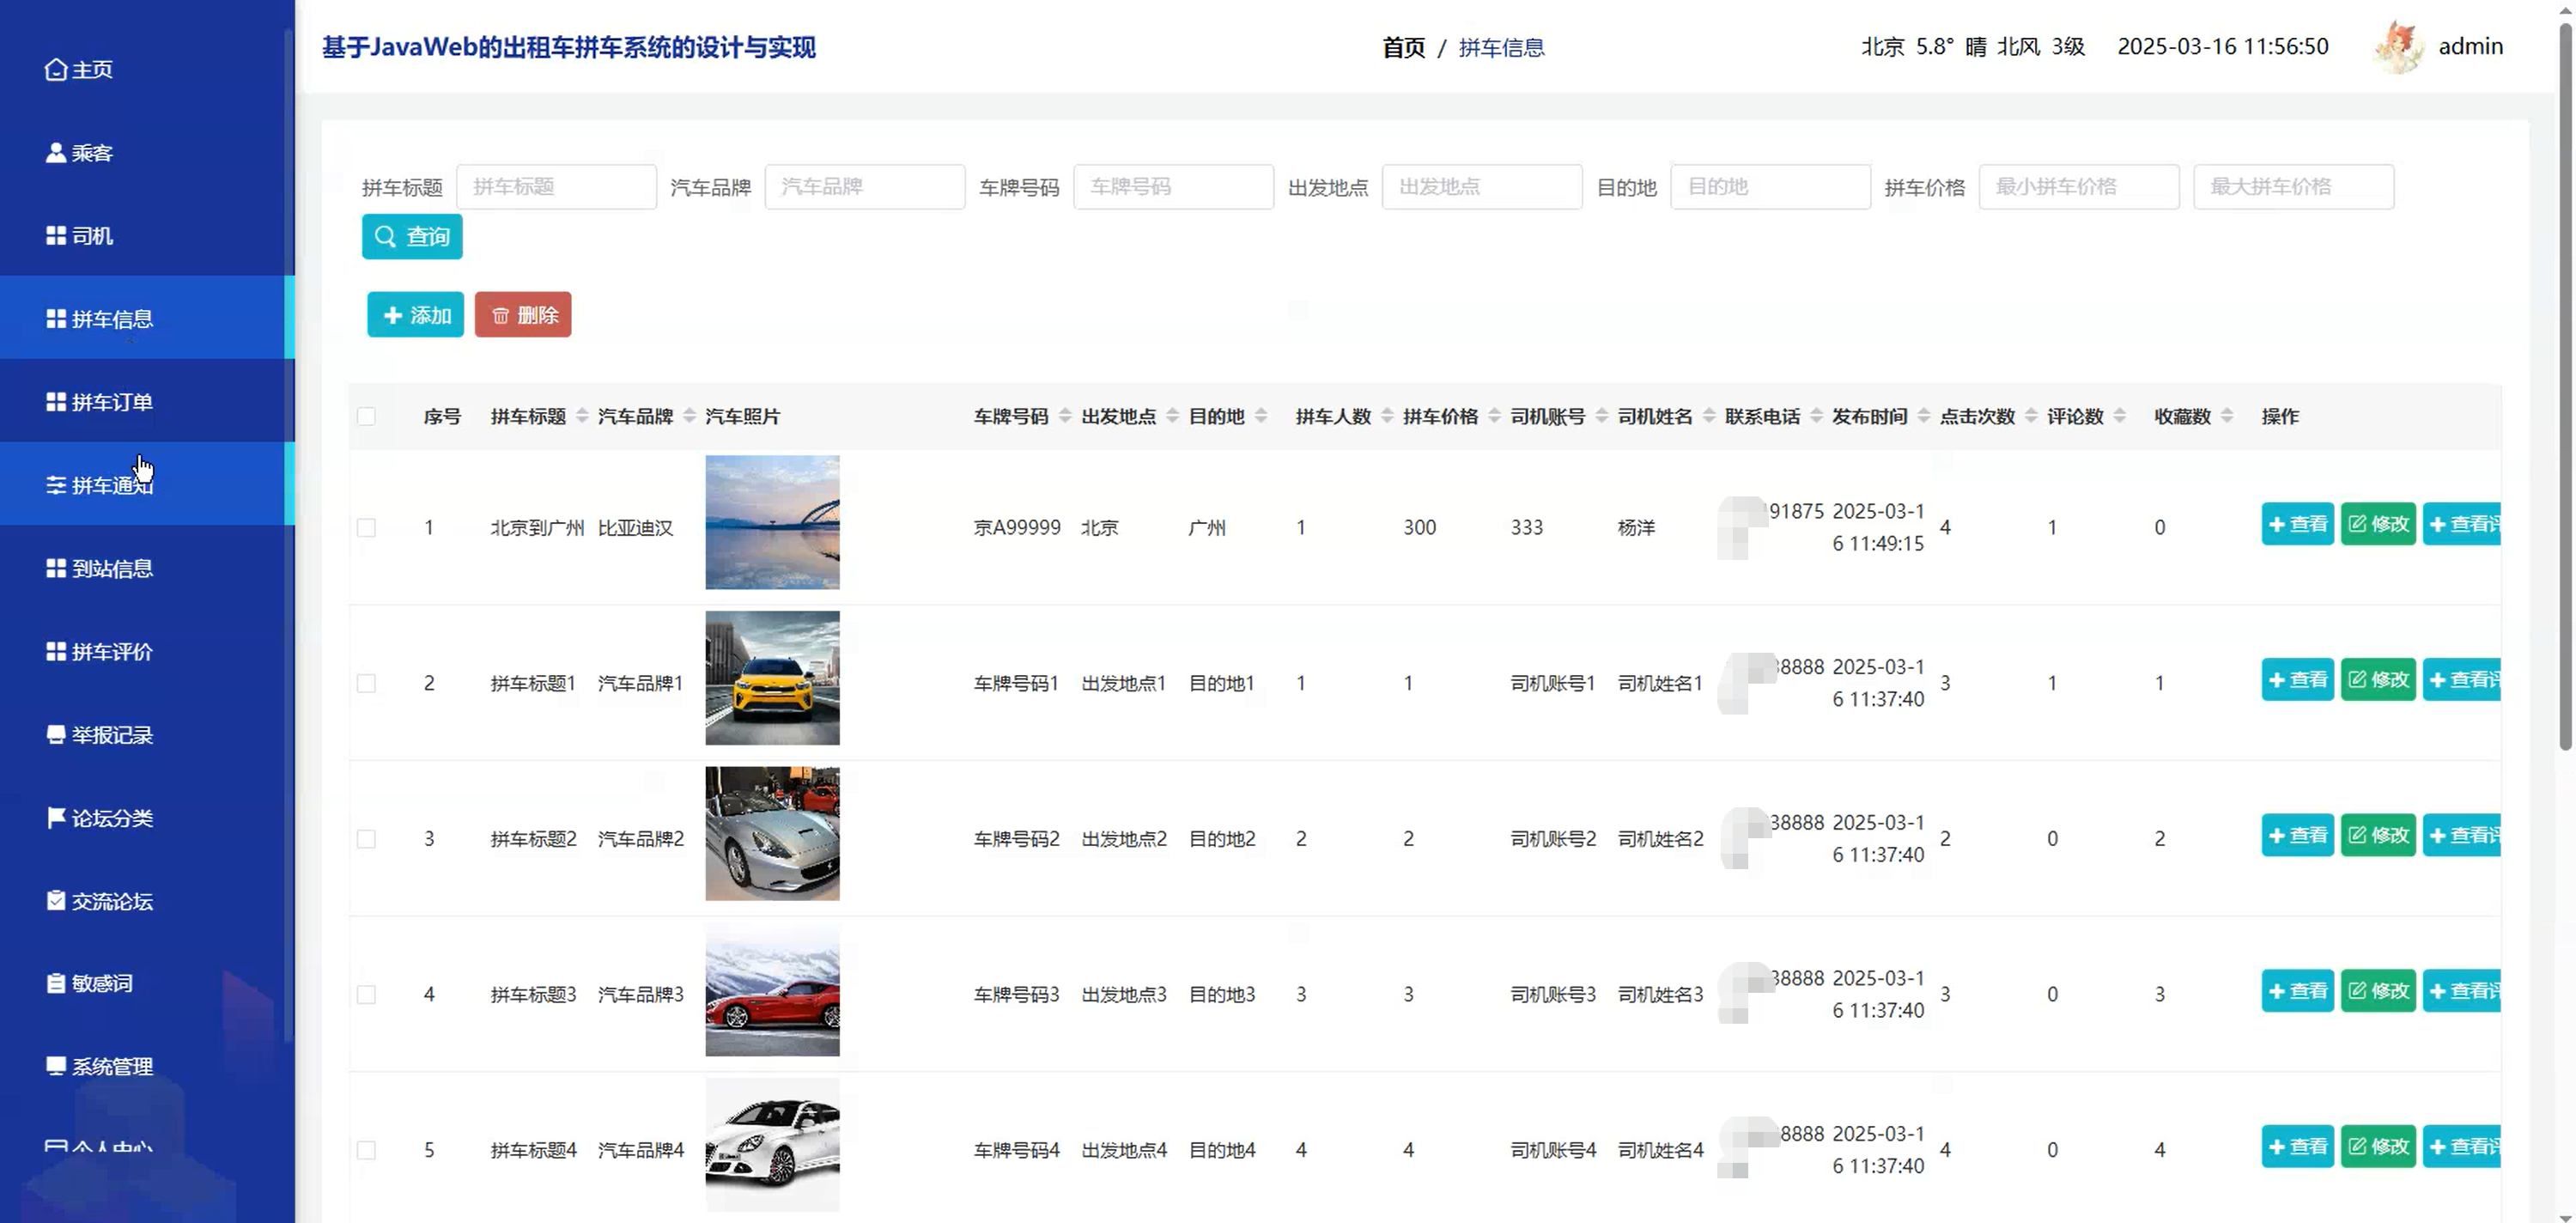 基于JavaWeb的出租车拼车系统的设计与实现
首页 / 拼车信息
北京 5.8° 晴 北风 3级 2025-03-16 11:56:50 admin
主页
乘客
司机
拼车信息
拼车订单
拼车通知
到站信息
拼车评价
举报记录
论坛分类
交流论坛
敏感词
系统管理
个人中心
拼车标题 拼车标题 汽车品牌 汽车品牌 车牌号码 车牌号码 出发地点 出发地点 目的地 目的地 拼车价格 最小拼车价格 最大拼车价格
查询
添加 删除
序号 拼车标题 汽车品牌 汽车照片 车牌号码 出发地点 目的地 拼车人数 拼车价格 司机账号 司机姓名 联系电话 发布时间 点击次数 评论数 收藏数 操作
1 北京到广州 比亚迪汉 京A99999 北京 广州 1 300 333 杨洋 91875 2025-03-1
6 11:49:15 4 1 0 查看 修改 查看评
2 拼车标题1 汽车品牌1 车牌号码1 出发地点1 目的地1 1 1 司机账号1 司机姓名1 8888 2025-03-1
6 11:37:40 3 1 1 查看 修改 查看评
3 拼车标题2 汽车品牌2 车牌号码2 出发地点2 目的地2 2 2 司机账号2 司机姓名2 38888 2025-03-1
6 11:37:40 2 0 2 查看 修改 查看评
4 拼车标题3 汽车品牌3 车牌号码3 出发地点3 目的地3 3 3 司机账号3 司机姓名3 8888 2025-03-1
6 11:37:40 3 0 3 查看 修改 查看评
5 拼车标题4 汽车品牌4 车牌号码4 出发地点4 目的地4 4 4 司机账号4 司机姓名4 8888 2025-03-1
6 11:37:40 4 0 4 查看 修改 查看评